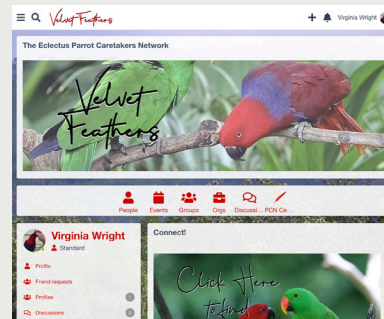 Velvet Feathers
Virginia Wright
The Eclectus Parrot Caretakers Network
Velvet
Feathers
People Events Groups Orgs Discussi... PCN Ce...
Virginia Wright
Standard
Profile
Friend requests
Profiles
Discussions
Connect!
Click Here
to find